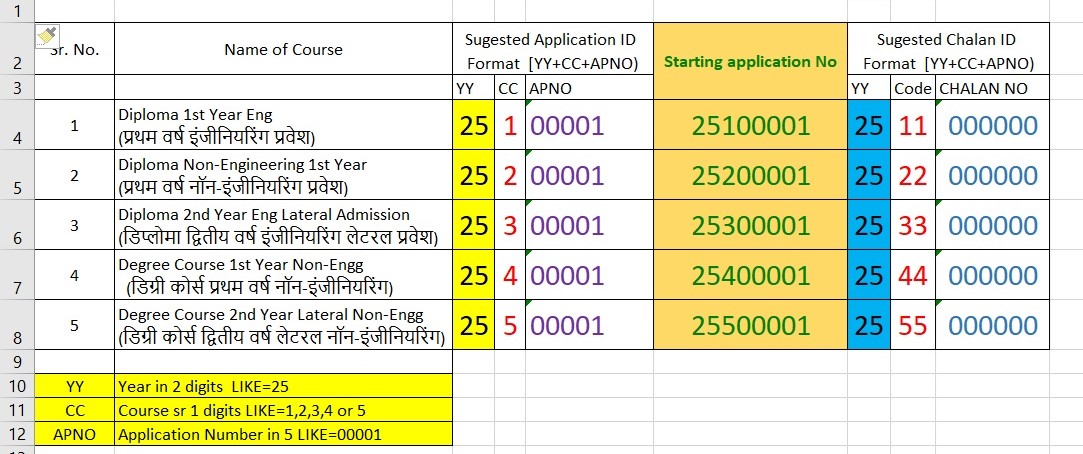 1
Sr. No. Name of Course Sugested Application ID Starting application No Sugested Chalan ID
2 Format [YY+CC+APNO) Format [YY+CC+APNO)
3 YY CC APNO YY Code CHALAN NO
4 1 Diploma 1st Year Eng 25 1 00001 25100001 25 11 000000
(प्रथम वर्ष इंजीनियरिंग प्रवेश)
5 2 Diploma Non-Engineering 1st Year 25 2 00001 25200001 25 22 000000
(प्रथम वर्ष नॉन-इंजीनियरिंग प्रवेश)
6 3 Diploma 2nd Year Eng Lateral Admission 25 3 00001 25300001 25 33 000000
(डिप्लोमा द्वितीय वर्ष इंजीनियरिंग लेटरल प्रवेश)
7 4 Degree Course 1st Year Non-Engg 25 4 00001 25400001 25 44 000000
(डिग्री कोर्स प्रथम वर्ष नॉन-इंजीनियरिंग)
8 5 Degree Course 2nd Year Lateral Non-Engg 25 5 00001 25500001 25 55 000000
(डिग्री कोर्स द्वितीय वर्ष लेटरल नॉन-इंजीनियरिंग)
9
10 YY Year in 2 digits LIKE=25
11 CC Course sr 1 digits LIKE=1,2,3,4 or 5
12 APNO Application Number in 5 LIKE=00001